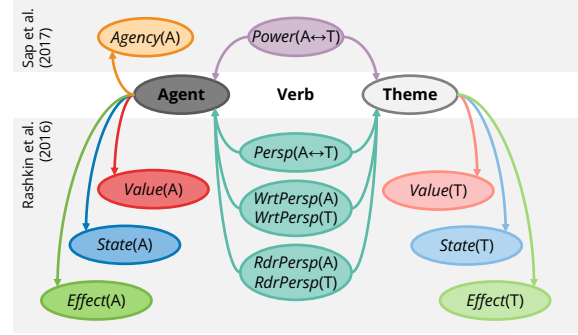 Sap et al.
(2017)
Agency(A)
Power(A↔T)
Agent
Verb
Theme
Rashkin et al.
(2016)
Persp(A↔T)
Value(A)
WrtPersp(A)
WrtPersp(T)
Value(T)
State(A)
State(T)
RdrPersp(A)
RdrPersp(T)
Effect(A)
Effect(T)